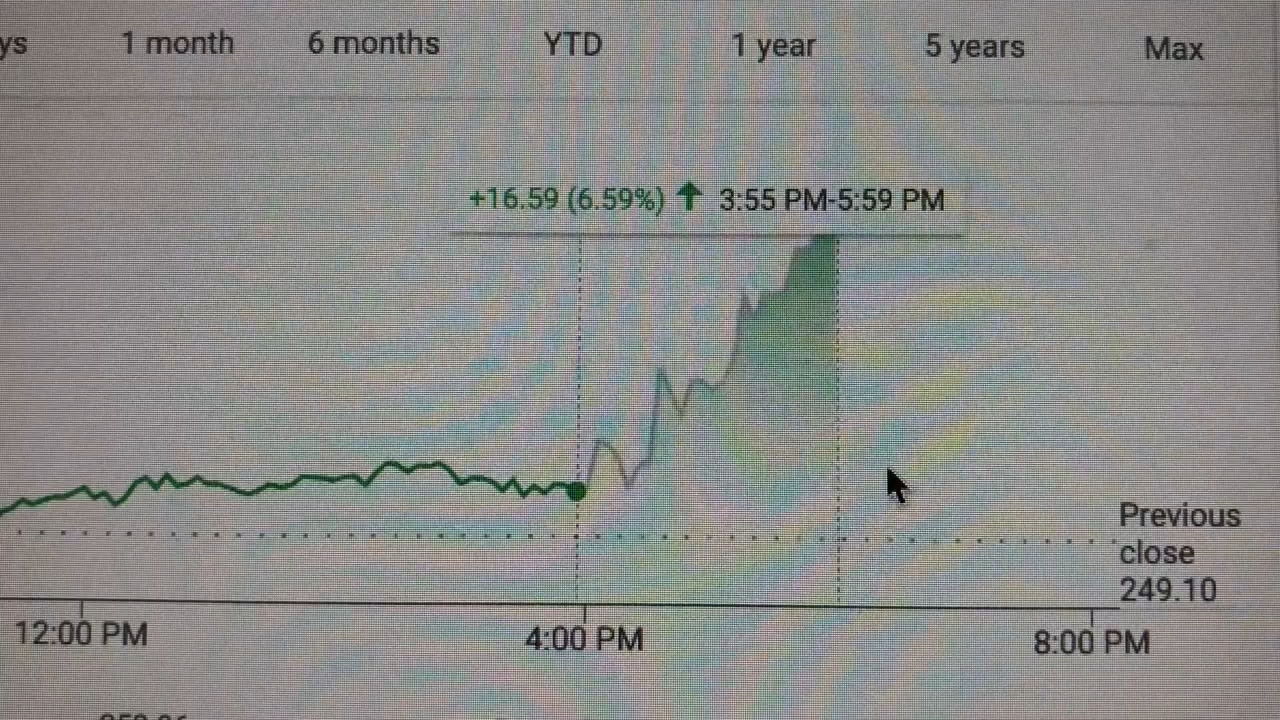 ys 1 month 6 months YTD 1 year 5 years Max
+16.59 (6.59%) ↑ 3:55 PM-5:59 PM
Previous
close
249.10
12:00 PM 4:00 PM 8:00 PM